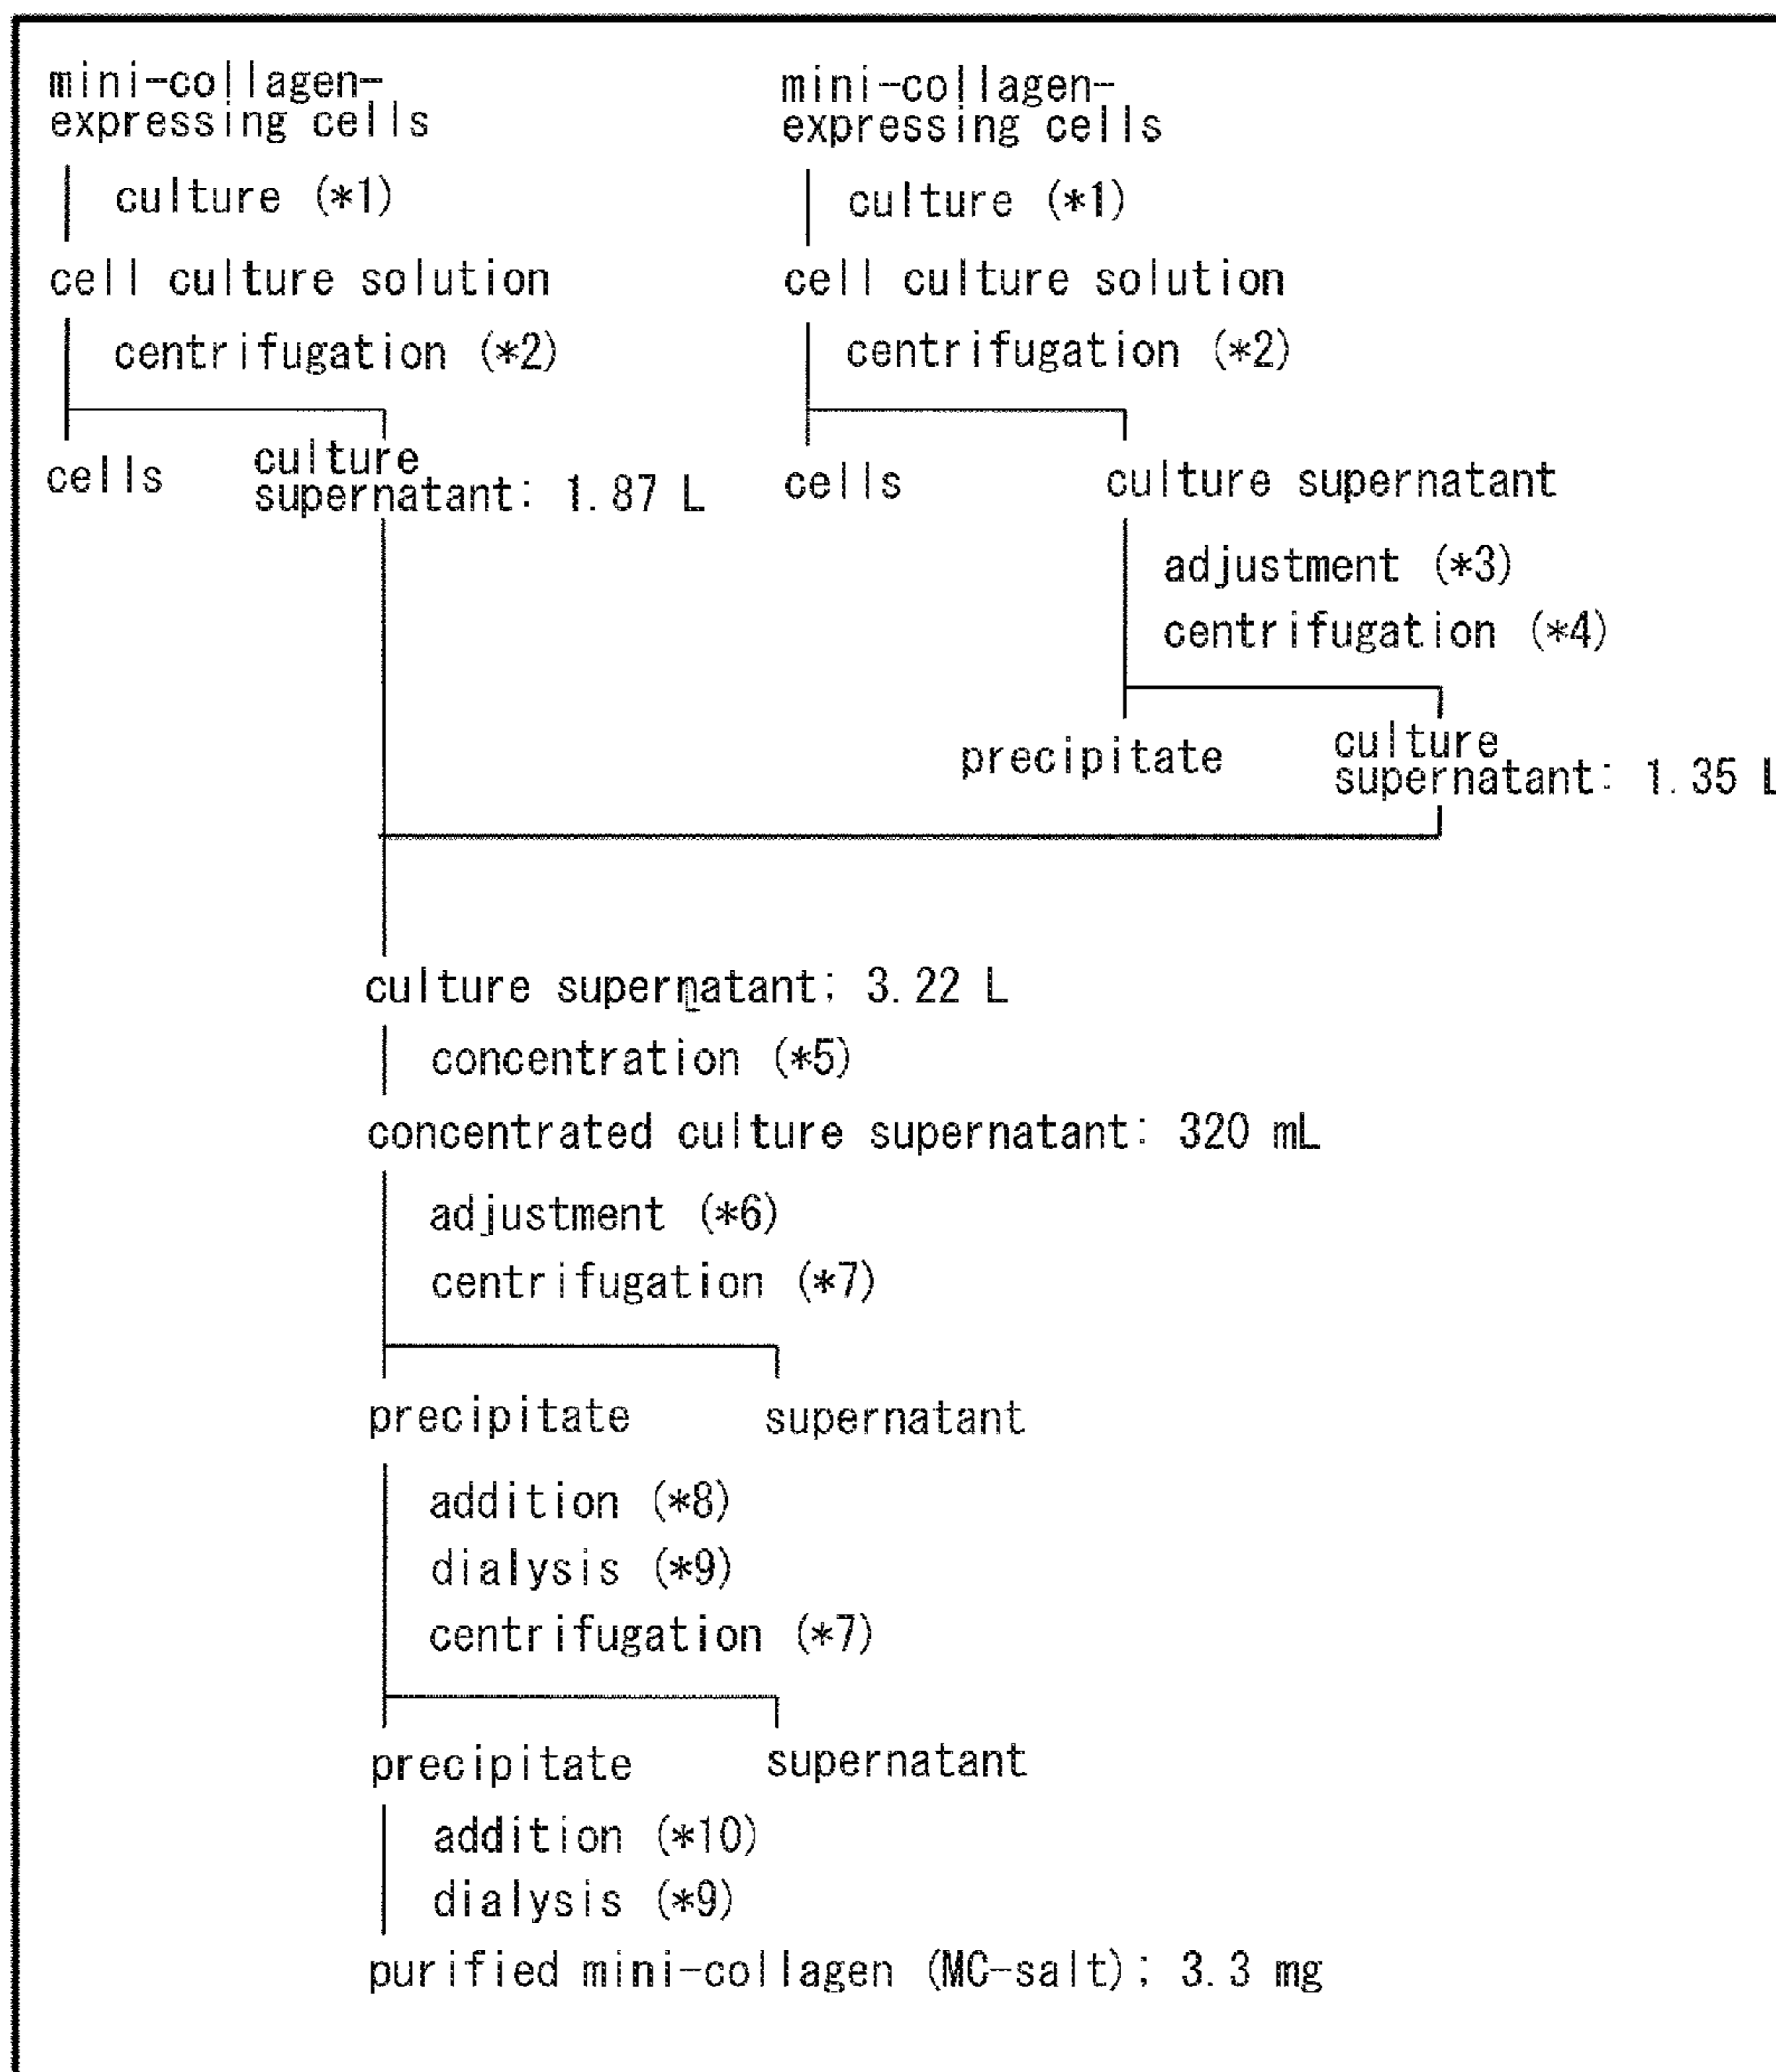 mini-collagen-
expressing cells
culture (*1)
cell culture solution
centrifugation (*2)
cells
culture
supernatant: 1.87 L
mini-collagen-
expressing cells
culture (*1)
cell culture solution
centrifugation (*2)
cells
culture supernatant
adjustment (*3)
centrifugation (*4)
precipitate
culture
supernatant: 1.35 L
culture supernatant; 3.22 L
concentration (*5)
concentrated culture supernatant: 320 mL
adjustment (*6)
centrifugation (*7)
precipitate
supernatant
addition (*8)
dialysis (*9)
centrifugation (*7)
precipitate
supernatant
addition (*10)
dialysis (*9)
purified mini-collagen (MC-salt); 3.3 mg